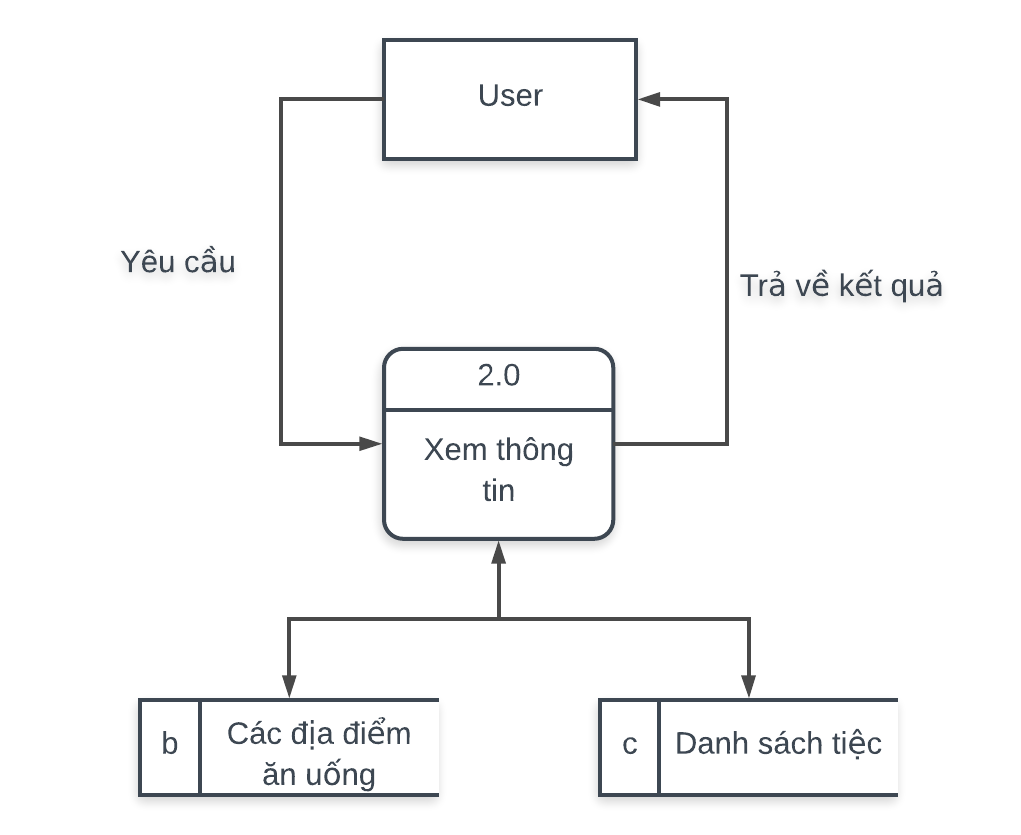 User
Yêu cầu
Trả về kết quả
2.0
Xem thông
tin
b
Các địa điểm
ăn uống
c
Danh sách tiệc